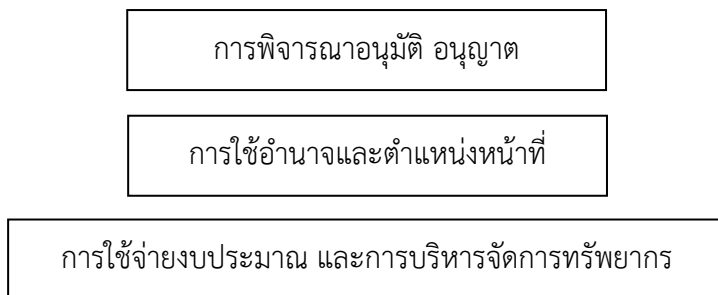 การพิจารณาอนุมัติ อนุญาต
การใช้อำนาจและตำแหน่งหน้าที่
การใช้จ่ายงบประมาณ และการบริหารจัดการทรัพยากร